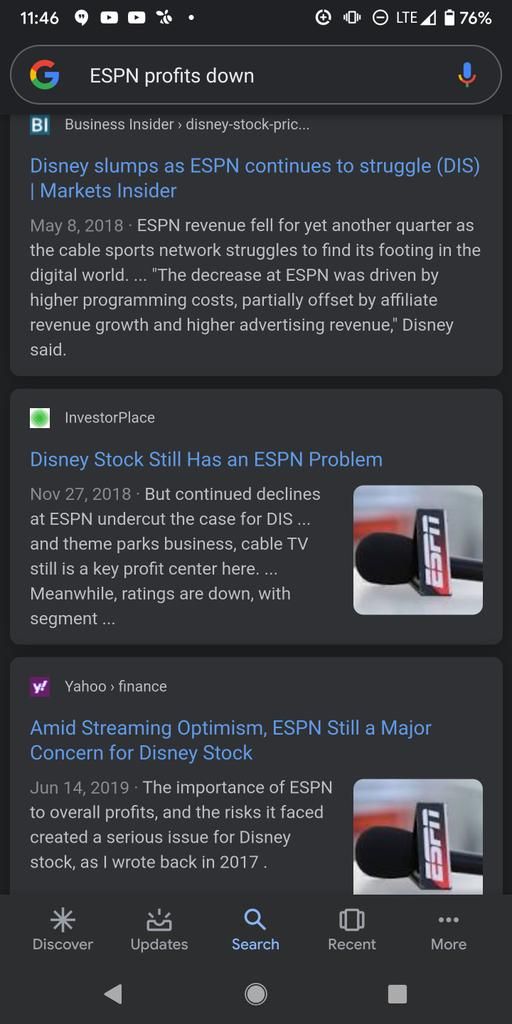 11:46
LTE
76%
ESPN profits down
BI Business Insider › disney-stock-pric...
Disney slumps as ESPN continues to struggle (DIS)
| Markets Insider
May 8, 2018 · ESPN revenue fell for yet another quarter as
the cable sports network struggles to find its footing in the
digital world. ... "The decrease at ESPN was driven by
higher programming costs, partially offset by affiliate
revenue growth and higher advertising revenue," Disney
said.
InvestorPlace
Disney Stock Still Has an ESPN Problem
Nov 27, 2018 · But continued declines
at ESPN undercut the case for DIS ...
and theme parks business, cable TV
still is a key profit center here. ...
Meanwhile, ratings are down, with
segment ...
ESPN
y! Yahoo › finance
Amid Streaming Optimism, ESPN Still a Major
Concern for Disney Stock
Jun 14, 2019 · The importance of ESPN
to overall profits, and the risks it faced
created a serious issue for Disney
stock, as I wrote back in 2017 .
ESPN
Discover
Updates
Search
Recent
More